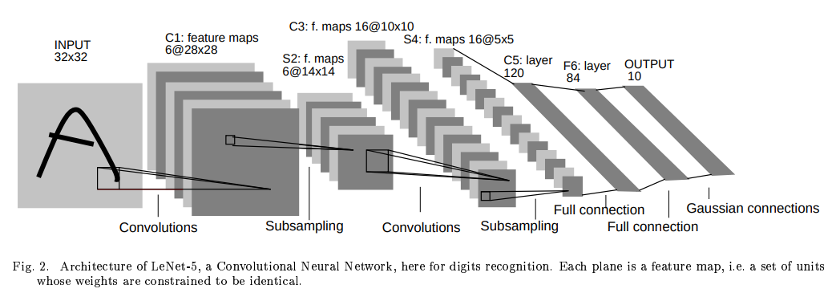 INPUT
32x32
C1: feature maps
6@28x28
S2: f. maps
6@14x14
C3: f. maps 16@10x10
S4: f. maps 16@5x5
C5: layer
120
F6: layer
84
OUTPUT
10
Convolutions
Subsampling
Convolutions
Subsampling
Full connection
Full connection
Gaussian connections
Fig. 2. Architecture of LeNet-5, a Convolutional Neural Network, here for digits recognition. Each plane is a feature map, i.e. a set of units
whose weights are constrained to be identical.